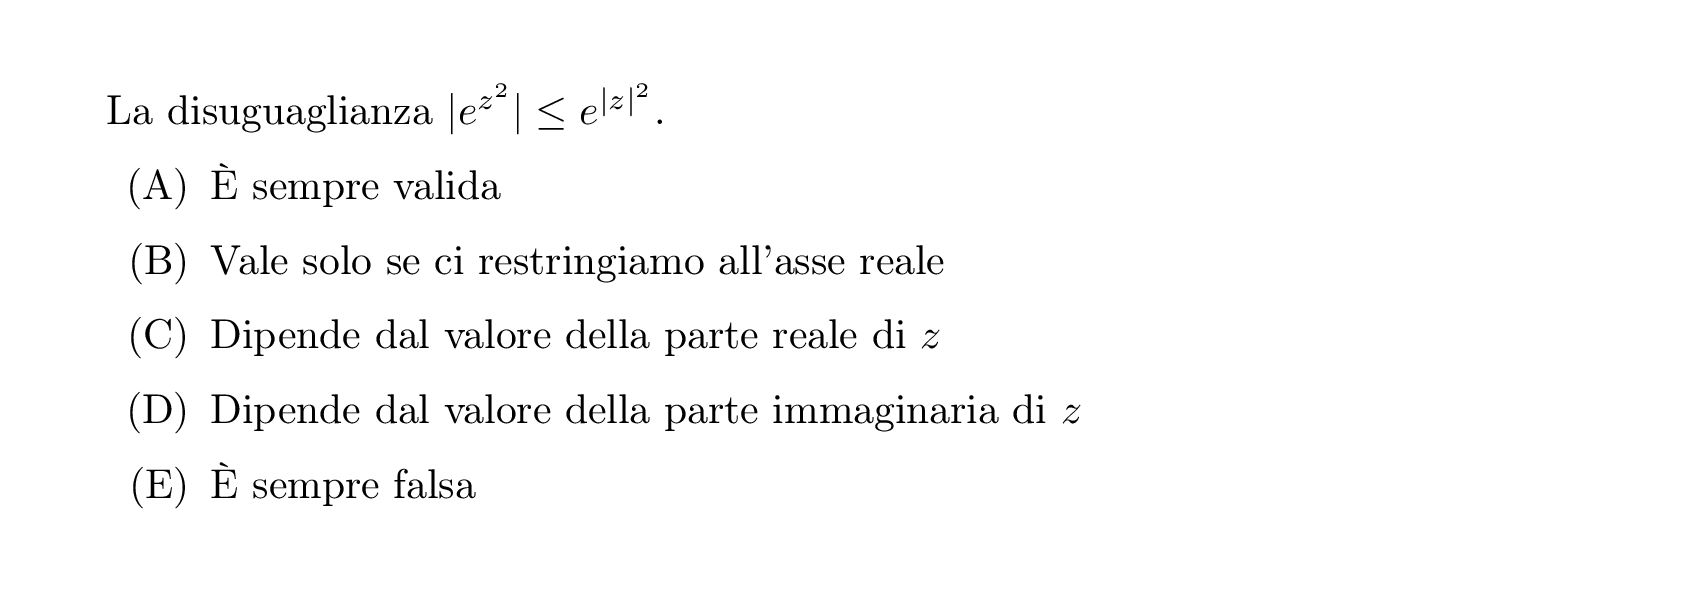 La disuguaglianza $|e^{z^2}| \leq e^{|z|^2}$.
(A) È sempre valida
(B) Vale solo se ci restringiamo all'asse reale
(C) Dipende dal valore della parte reale di $z$
(D) Dipende dal valore della parte immaginaria di $z$
(E) È sempre falsa